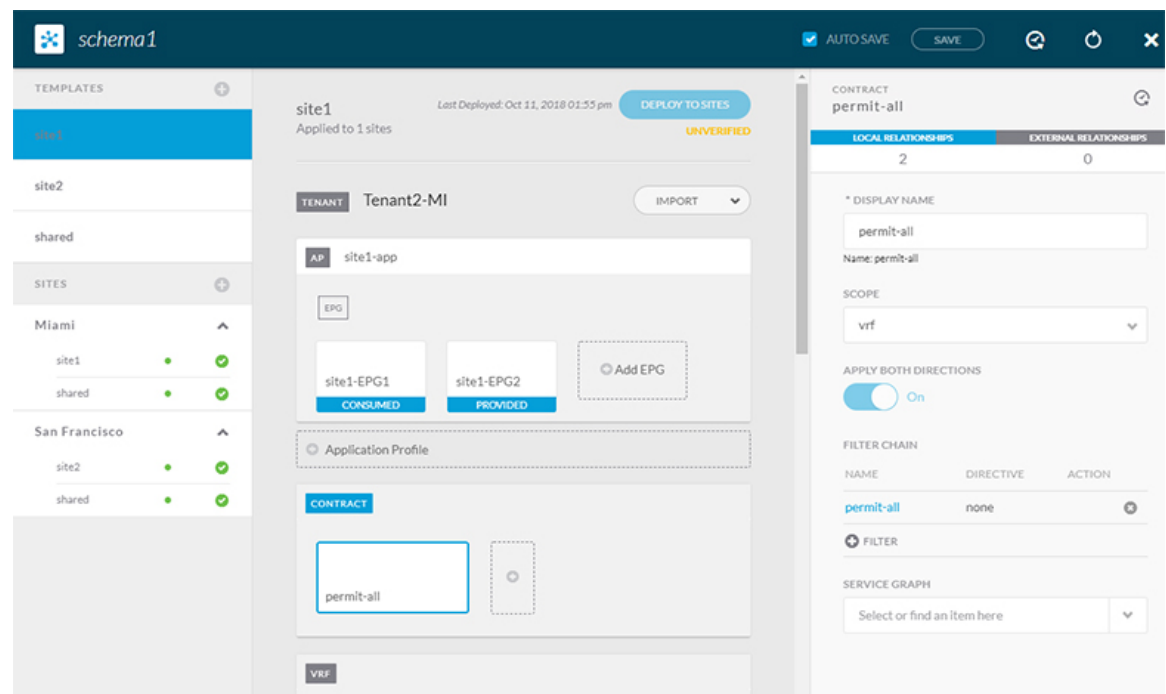 schema1
AUTO SAVE
SAVE
TEMPLATES
site1
site2
shared
SITES
Miami
site1
shared
San Francisco
site2
shared
site1
Last Deployed: Oct 11, 2018 01:55 pm
DEPLOY TO SITES
Applied to 1 sites
UNVERIFIED
TENANT Tenant2-MI
IMPORT
AP site1-app
EPG
site1-EPG1
CONSUMED
site1-EPG2
PROVIDED
Add EPG
Application Profile
CONTRACT
permit-all
VRF
CONTRACT
permit-all
LOCAL RELATIONSHIPS EXTERNAL RELATIONSHIPS
2 0
* DISPLAY NAME
permit-all
Name: permit-all
SCOPE
vrf
APPLY BOTH DIRECTIONS
On
FILTER CHAIN
NAME DIRECTIVE ACTION
permit-all none
FILTER
SERVICE GRAPH
Select or find an item here